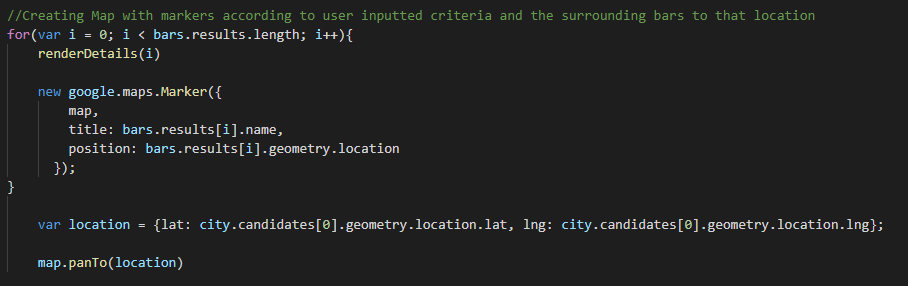 //Creating Map with markers according to user inputted criteria and the surrounding bars to that location
for(var i = 0; i < bars.results.length; i++){
    renderDetails(i)
    new google.maps.Marker({
        map,
        title: bars.results[i].name,
        position: bars.results[i].geometry.location
      });
}
    var location = {lat: city.candidates[0].geometry.location.lat, lng: city.candidates[0].geometry.location.lng};
    map.panTo(location)